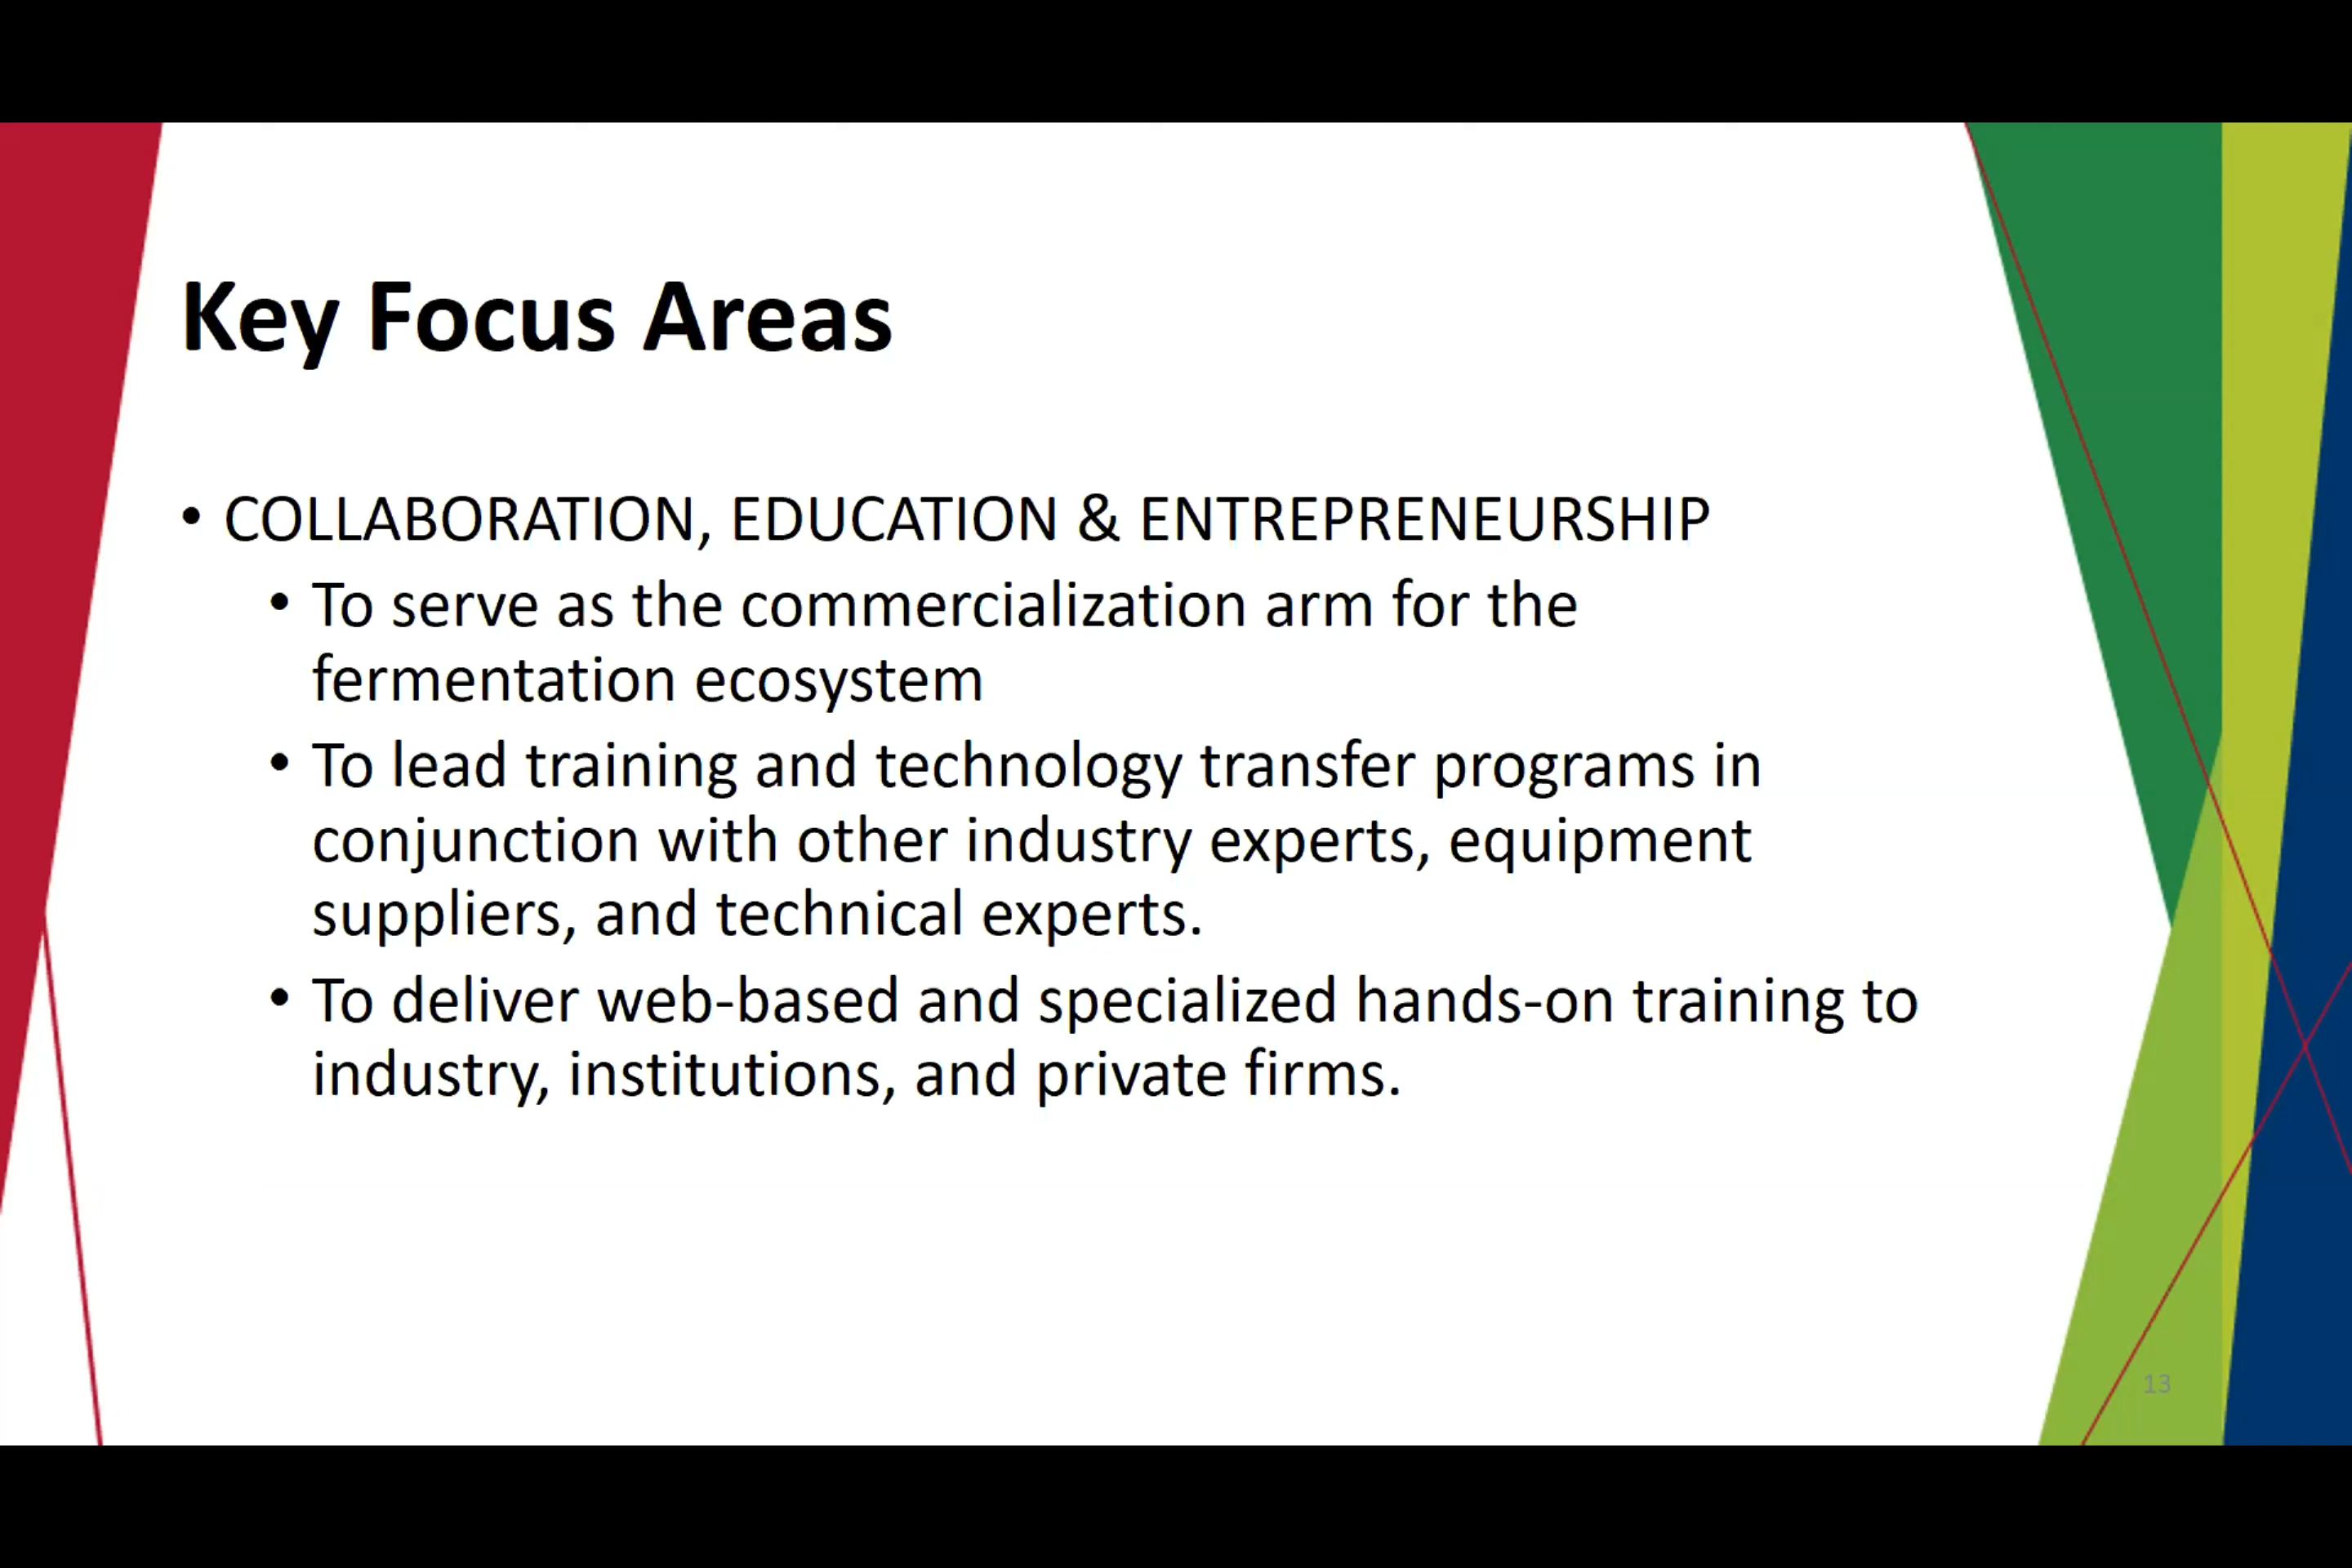 Key Focus Areas
• COLLABORATION, EDUCATION & ENTREPRENEURSHIP
• To serve as the commercialization arm for the
fermentation ecosystem
• To lead training and technology transfer programs in
conjunction with other industry experts, equipment
suppliers, and technical experts.
• To deliver web-based and specialized hands-on training to
industry, institutions, and private firms.
13